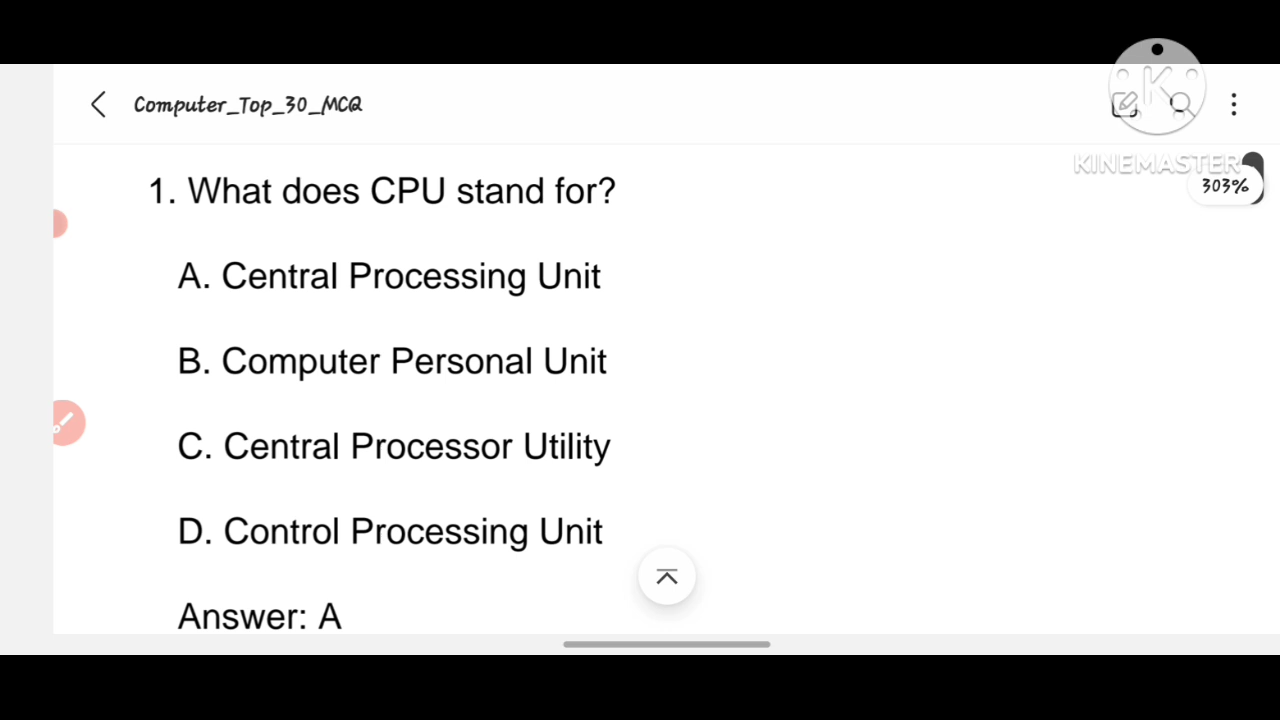 Computer_Top_30_MCQ
KINEMASTER
303%
1. What does CPU stand for?
A. Central Processing Unit
B. Computer Personal Unit
C. Central Processor Utility
D. Control Processing Unit
Answer: A